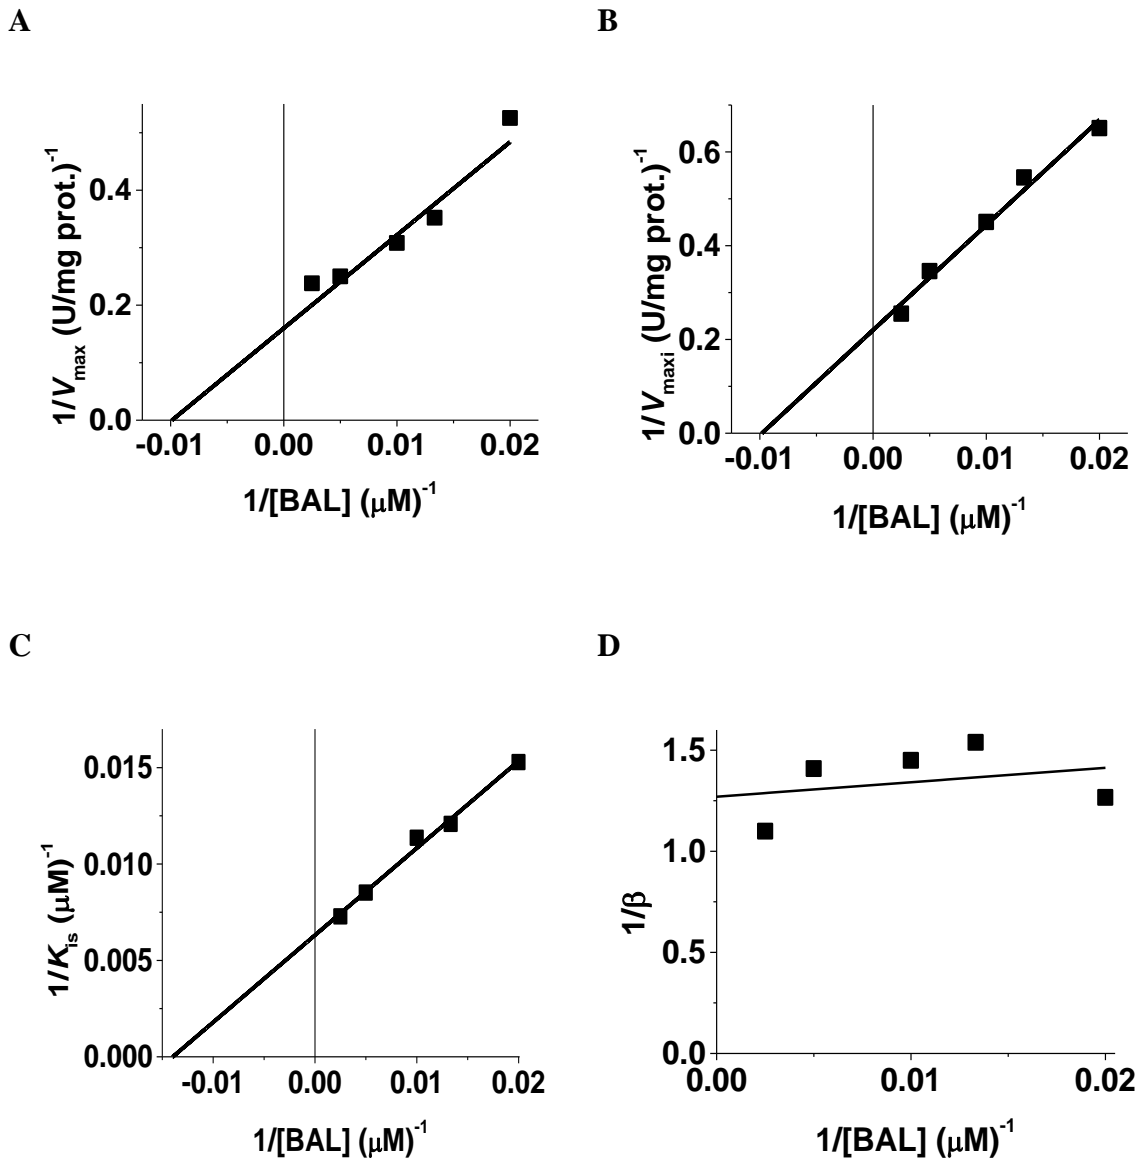 A
1/Vmax (U/mg prot.)-1
0.4
0.2
0.0
-0.01 0.00 0.01 0.02
1/[BAL] (μM)-1
B
1/Vmaxi (U/mg prot.)-1
0.6
0.4
0.2
0.0
-0.01 0.00 0.01 0.02
1/[BAL] (μM)-1
C
1/Kis (μM)-1
0.015
0.010
0.005
0.000
-0.01 0.00 0.01 0.02
1/[BAL] (μM)-1
D
1/β
1.5
1.0
0.5
0.0
0.00 0.01 0.02
1/[BAL] (μM)-1